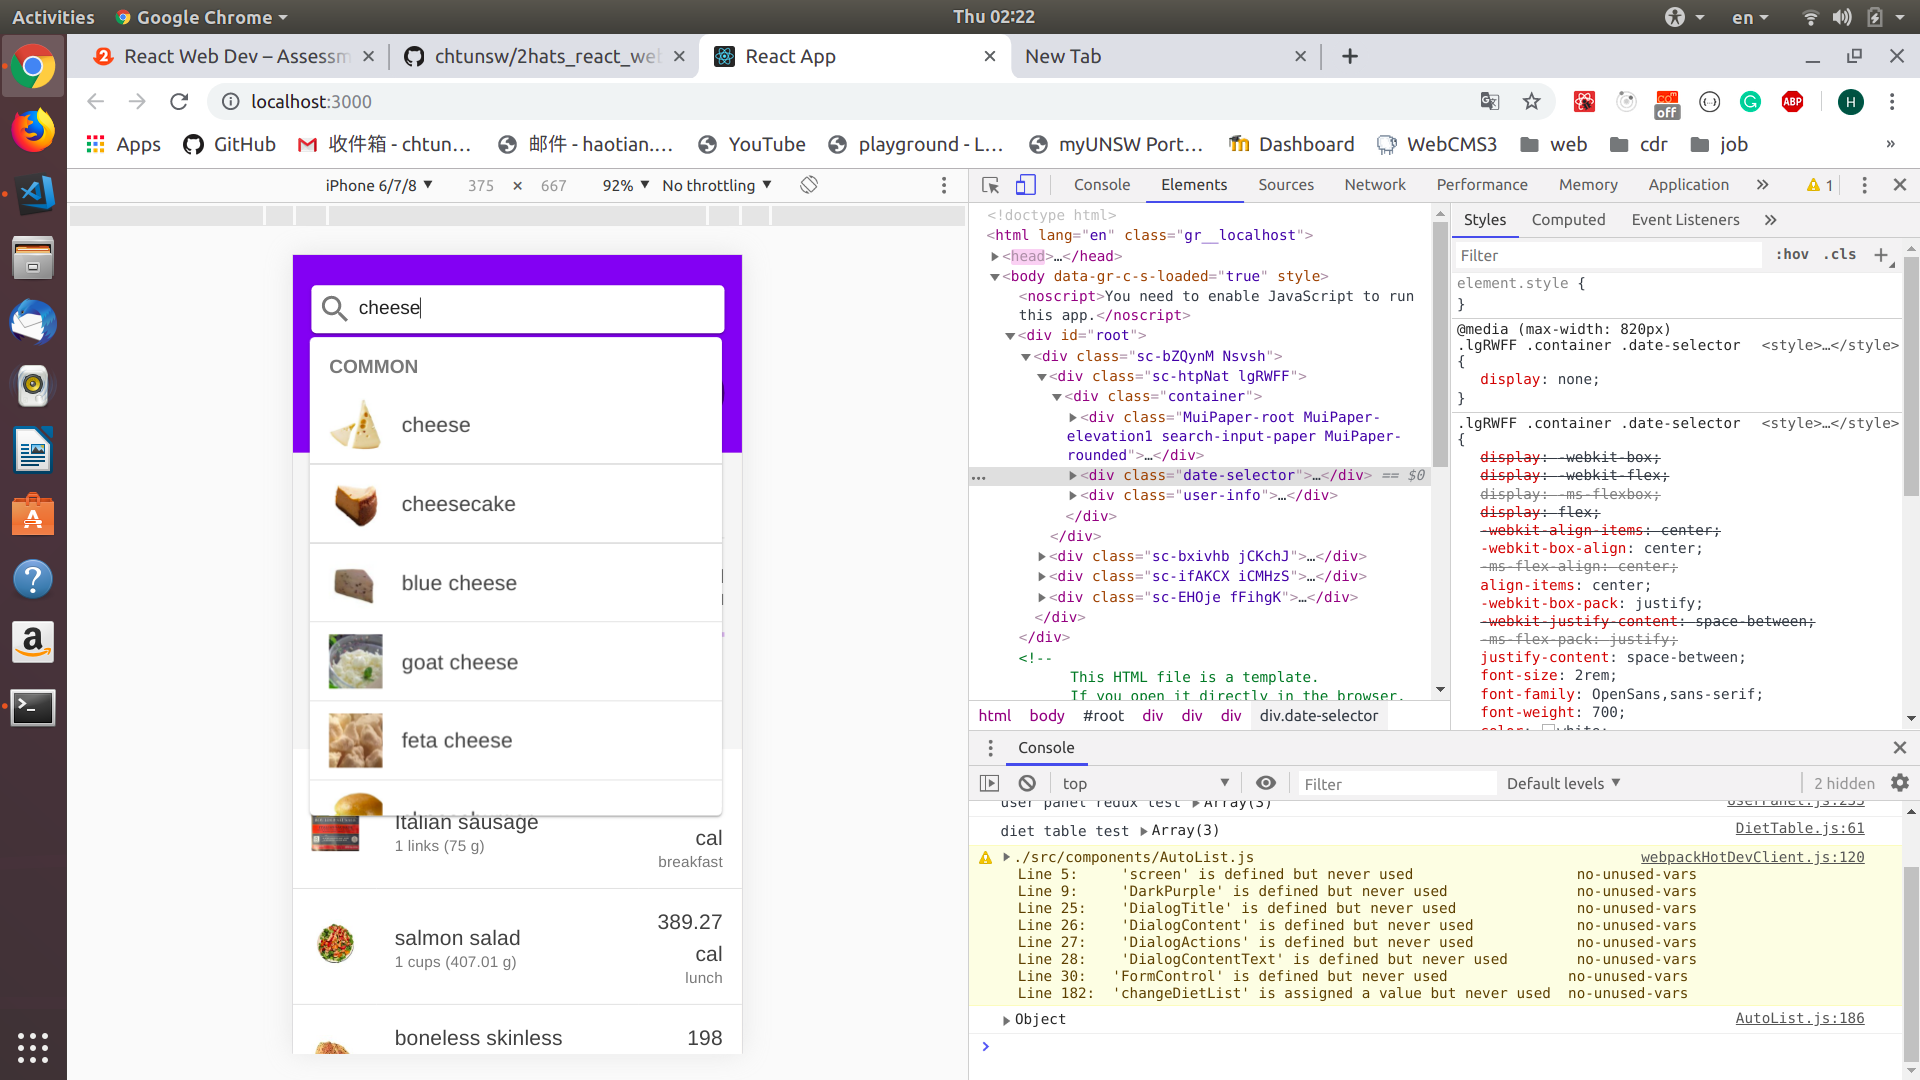 Activities
Google Chrome
Thu 02:22
en
React Web Dev – Assessm
chtunsw/2hats_react_we
React App
New Tab
localhost:3000
off
ABP
H
Apps
GitHub
收件箱 - chtun...
邮件 - haotian....
YouTube
playground - L...
myUNSW Port...
Dashboard
WebCMS3
web
cdr
job
»
iPhone 6/7/8
375 × 667
92%
No throttling
Console
Elements
Sources
Network
Performance
Memory
Application
»
1
cheese
COMMON
cheese
cheesecake
blue cheese
goat cheese
feta cheese
Italian sausage
1 links (75 g)
cal
breakfast
salmon salad
1 cups (407.01 g)
389.27
cal
lunch
boneless skinless
198
<!doctype html>
<html lang="en" class="gr__localhost">
<head>…</head>
<body data-gr-c-s-loaded="true" style>
<noscript>You need to enable JavaScript to run
this app.</noscript>
<div id="root">
<div class="sc-bZQynM Nsvsh">
<div class="sc-htpNat lgRWFF">
<div class="container">
<div class="MuiPaper-root MuiPaper-
elevation1 search-input-paper MuiPaper-
rounded">…</div>
<div class="date-selector">…</div> == $0
<div class="user-info">…</div>
</div>
</div>
<div class="sc-bxivhb jCKchJ">…</div>
<div class="sc-ifAKCX iCMHzS">…</div>
<div class="sc-EHOje fFihgK">…</div>
</div>
</div>
<!--
This HTML file is a template.
If you open it directly in the browser,
html body #root div div div div.date-selector
Styles
Computed
Event Listeners
»
Filter
:hov .cls +
element.style {
}
@media (max-width: 820px)
.lgRWFF .container .date-selector <style>…</style>
{
display: none;
}
.lgRWFF .container .date-selector <style>…</style>
{
display: -webkit-box;
display: -webkit-flex;
display: -ms-flexbox;
display: flex;
-webkit-align-items: center;
-webkit-box-align: center;
-ms-flex-align: center;
align-items: center;
-webkit-box-pack: justify;
-webkit-justify-content: space-between;
-ms-flex-pack: justify;
justify-content: space-between;
font-size: 2rem;
font-family: OpenSans,sans-serif;
font-weight: 700;
color: white;
Console
top
Filter
Default levels
2 hidden
user panel redux test Array(3) UserPanel.js:235
diet table test Array(3) DietTable.js:61
./src/components/AutoList.js webpackHotDevClient.js:120
Line 5: 'screen' is defined but never used no-unused-vars
Line 9: 'DarkPurple' is defined but never used no-unused-vars
Line 25: 'DialogTitle' is defined but never used no-unused-vars
Line 26: 'DialogContent' is defined but never used no-unused-vars
Line 27: 'DialogActions' is defined but never used no-unused-vars
Line 28: 'DialogContentText' is defined but never used no-unused-vars
Line 30: 'FormControl' is defined but never used no-unused-vars
Line 182: 'changeDietList' is assigned a value but never used no-unused-vars
Object AutoList.js:186